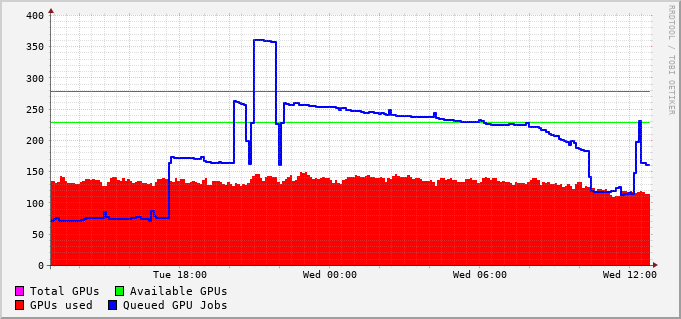 400
350
300
250
200
150
100
50
0
Tue 18:00 Wed 00:00 Wed 06:00 Wed 12:00
Total GPUs Available GPUs
GPUs used Queued GPU Jobs
RRDTOOL / TOBI OETIKER